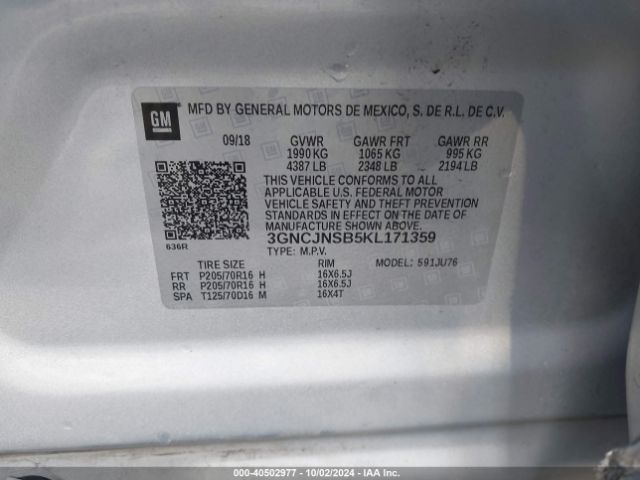 GM
MFD BY GENERAL MOTORS DE MEXICO, S. DE R.L. DE C.V.
09/18 GVWR GAWR FRT GAWR RR
1990 KG 1065 KG 995 KG
4387 LB 2348 LB 2194 LB
THIS VEHICLE CONFORMS TO ALL
APPLICABLE U.S. FEDERAL MOTOR
VEHICLE SAFETY AND THEFT PREVENTION
STANDARDS IN EFFECT ON THE DATE OF
MANUFACTURE SHOWN ABOVE.
3GNCJNSB5KL171359
636R
TYPE: M.P.V. MODEL: 591JU76
TIRE SIZE RIM
FRT P205/70R16 H 16X6.5J
RR P205/70R16 H 16X6.5J
SPA T125/70D16 M 16X4T
000-40502977 - 10/02/2024 - IAA Inc.